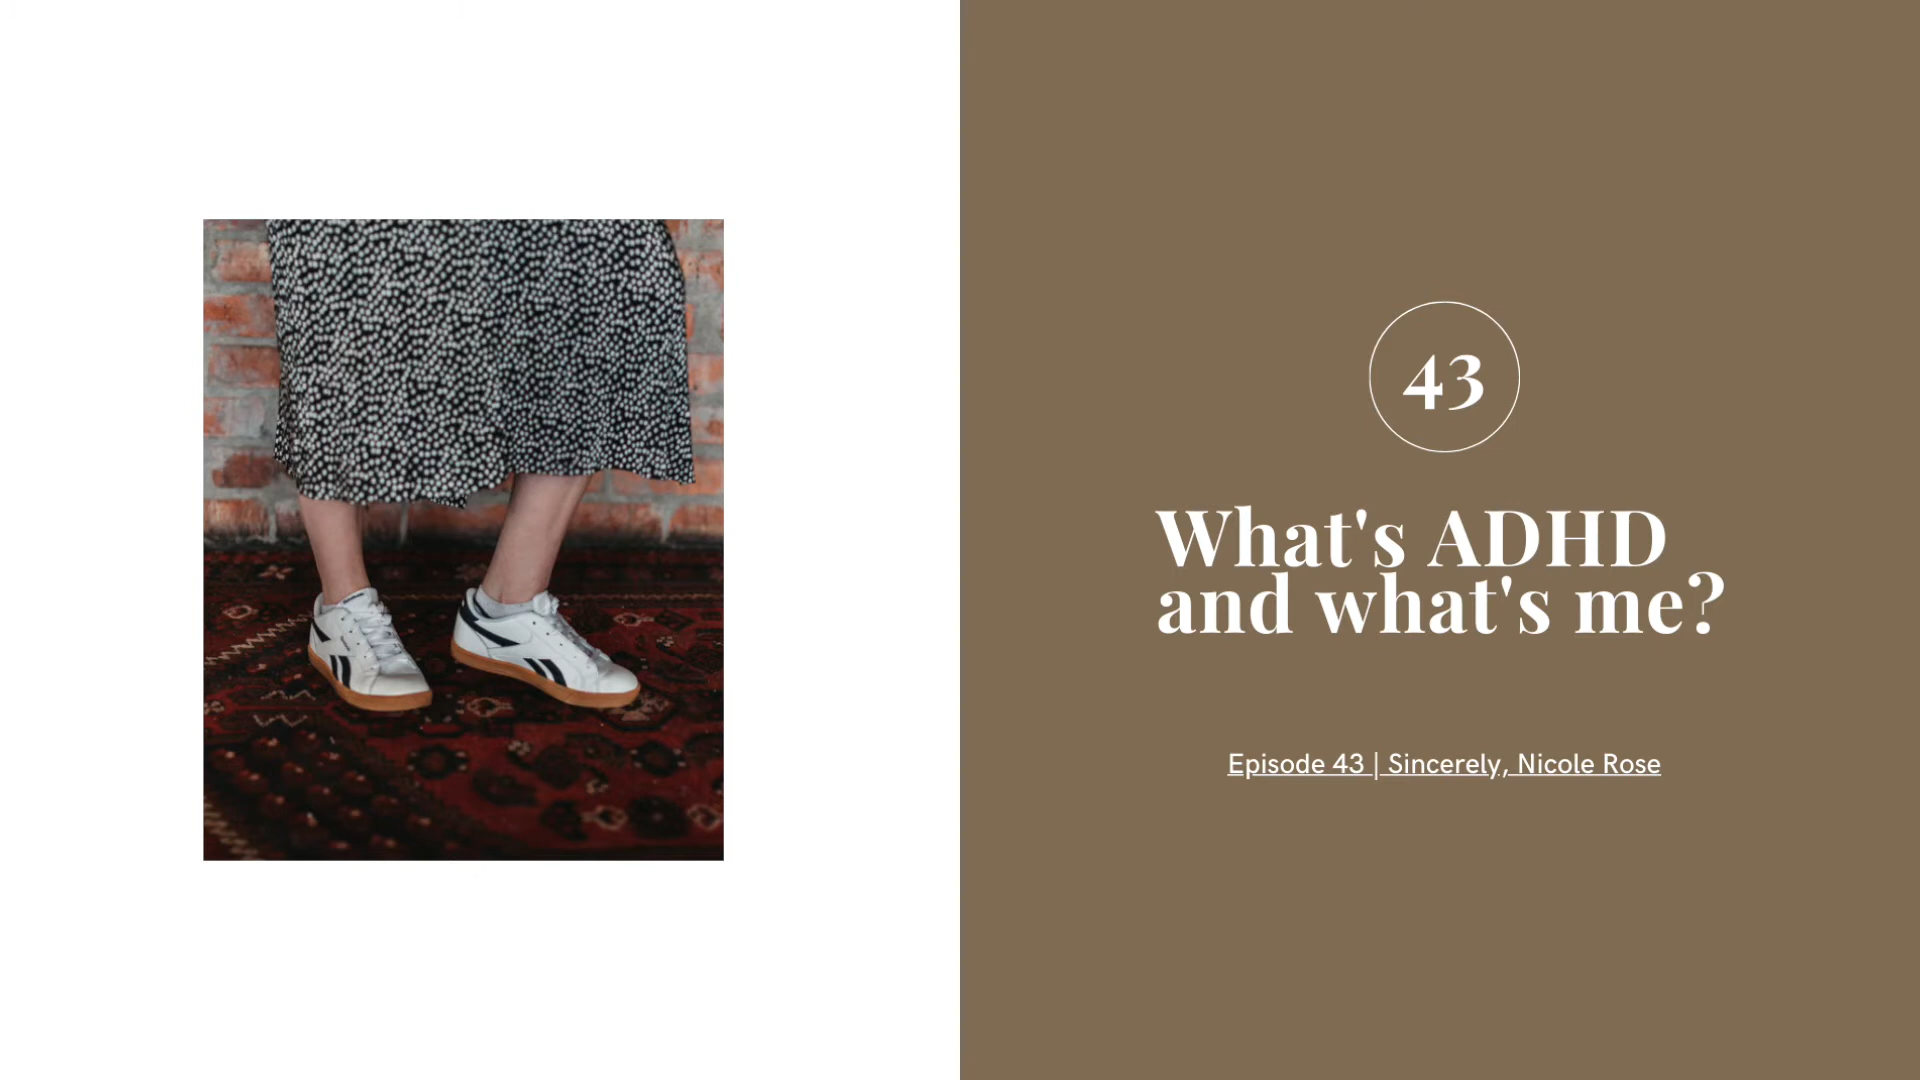 43
What's ADHD
and what's me?
Episode 43 | Sincerely, Nicole Rose